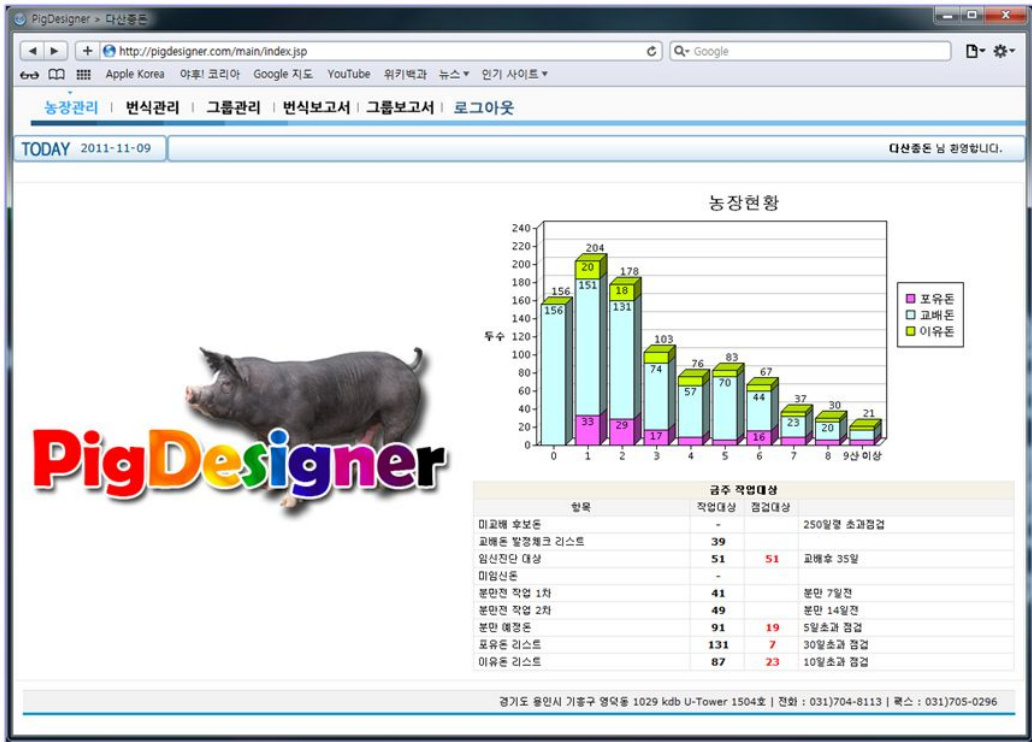 PigDesigner > 다산종돈
http://pigdesigner.com/main/index.jsp
Google
Apple Korea 야후! 코리아 Google 지도 YouTube 위키백과 뉴스 인기 사이트
농장관리 | 번식관리 | 그룹관리 | 번식보고서 | 그룹보고서 | 로그아웃
TODAY 2011-11-09
다산종돈 님 환영합니다.
농장현황
두수
240
220
200
180
160
140
120
100
80
60
40
20
0
156
156
204
20
151
33
178
18
131
29
103
74
17
76
57
83
70
67
44
16
37
23
30
20
21
0 1 2 3 4 5 6 7 8 9산 이상
포유돈
교배돈
이유돈
PigDesigner
금주 작업대상
항목 작업대상 점검대상
미교배 후보돈 - 250일령 초과점검
교배돈 발정체크 리스트 39
임신진단 대상 51 51 교배후 35일
미임신돈 -
분만전 작업 1차 41 분만 7일전
분만전 작업 2차 49 분만 14일전
분만 예정돈 91 19 5일초과 점검
포유돈 리스트 131 7 30일초과 점검
이유돈 리스트 87 23 10일초과 점검
경기도 용인시 기흥구 영덕동 1029 kdb U-Tower 1504호 | 전화 : 031)704-8113 | 팩스 : 031)705-0296